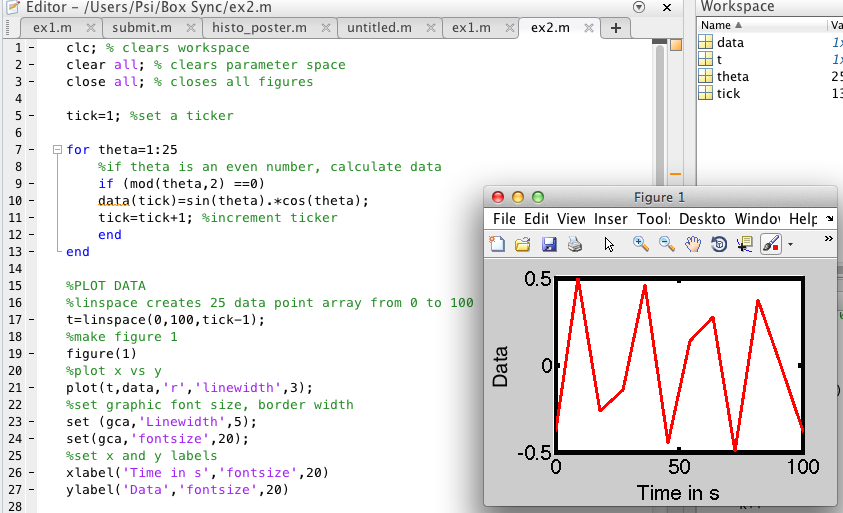 Editor – /Users/Psi/Box Sync/ex2.m
ex1.m submit.m histo_poster.m untitled.m ex1.m ex2.m
1 clc; % clears workspace
2 clear all; % clears parameter space
3 close all; % closes all figures
4
5 tick=1; %set a ticker
6
7 for theta=1:25
8 %if theta is an even number, calculate data
9 if (mod(theta,2) ==0)
10 data(tick)=sin(theta).*cos(theta);
11 tick=tick+1; %increment ticker
12 end
13 end
14
15 %PLOT DATA
16 %linspace creates 25 data point array from 0 to 100
17 t=linspace(0,100,tick-1);
18 %make figure 1
19 figure(1)
20 %plot x vs y
21 plot(t,data,'r','linewidth',3);
22 %set graphic font size, border width
23 set (gca,'Linewidth',5);
24 set(gca,'fontsize',20);
25 %set x and y labels
26 xlabel('Time in s','fontsize',20)
27 ylabel('Data','fontsize',20)
28
Workspace
Name Va
data 1x
t 1x
theta 25
tick 13
Figure 1
File Edit View Inser Tools Deskto Window Help
0.5
0
-0.5
0 50 100
Data
Time in s